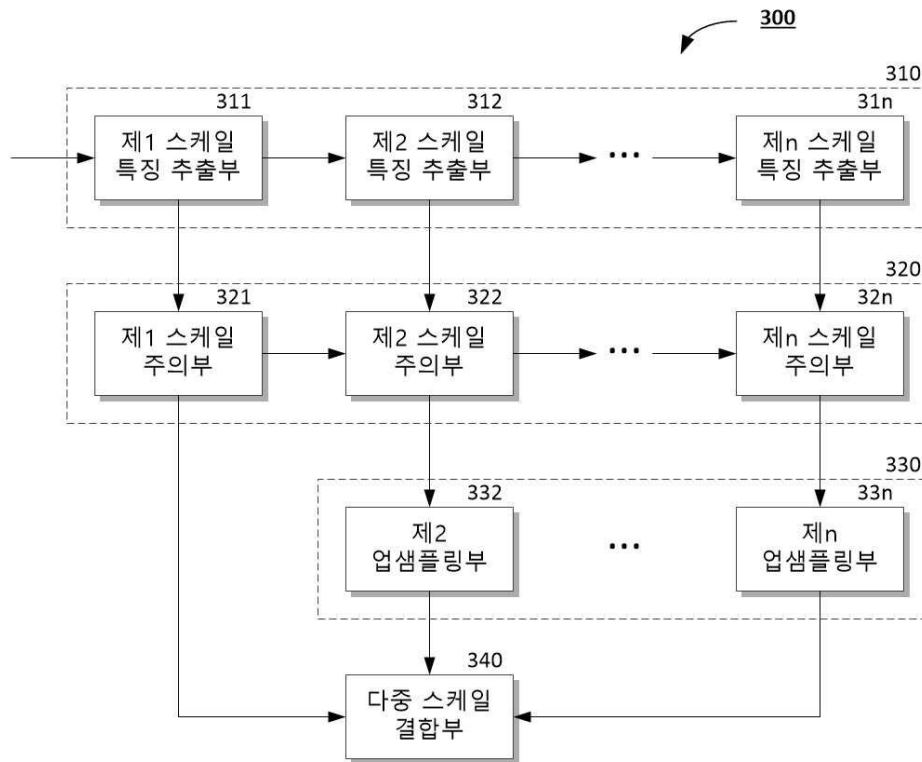 300
310
311
312
31n
제1 스케일
특징 추출부
제2 스케일
특징 추출부
...
제n 스케일
특징 추출부
320
321
322
32n
제1 스케일
주의부
제2 스케일
주의부
...
제n 스케일
주의부
330
332
33n
제2
업샘플링부
...
제n
업샘플링부
340
다중 스케일
결합부